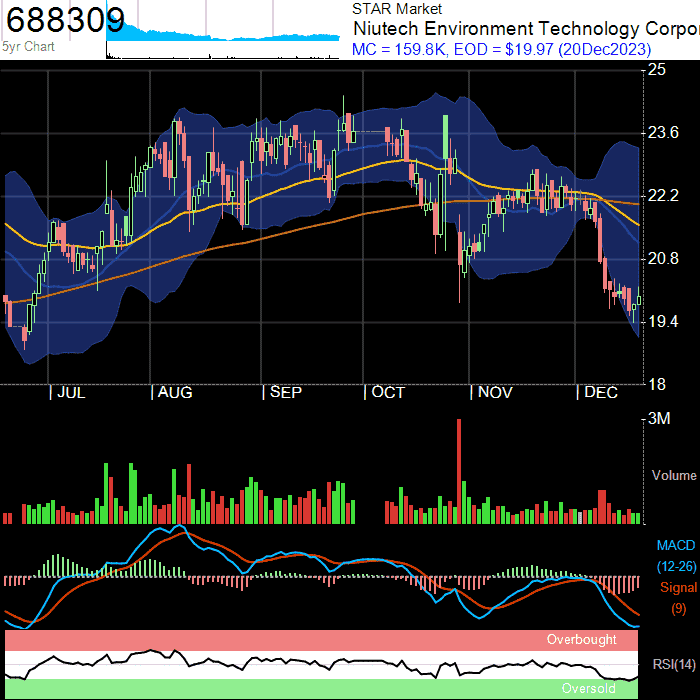 688309
5yr Chart
STAR Market
Niutech Environment Technology Corpor
MC = 159.8K, EOD = $19.97 (20Dec2023)
25
23.6
22.2
20.8
19.4
18
| JUL | AUG | SEP | OCT | NOV | DEC
3M
Volume
MACD
(12-26)
Signal
(9)
Overbought
RSI(14)
Oversold